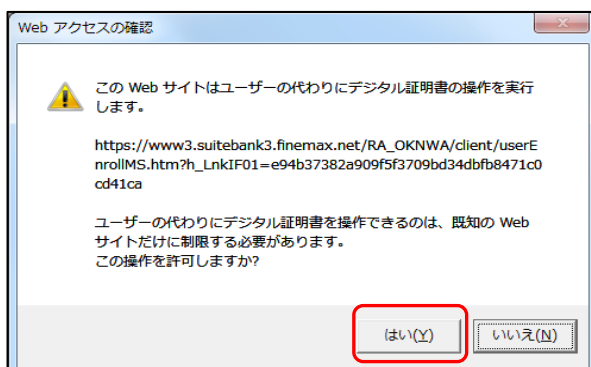 Web アクセスの確認
この Web サイトはユーザーの代わりにデジタル証明書の操作を実行
します。
https://www3.suitebank3.finemax.net/RA_OKNWA/client/userE
nrollMS.htm?h_LnkIF01=e94b37382a909f5f3709bd34dbfb8471c0
cd41ca
ユーザーの代わりにデジタル証明書を操作できるのは、既知の Web
サイトだけに制限する必要があります。
この操作を許可しますか?
はい(Y) いいえ(N)